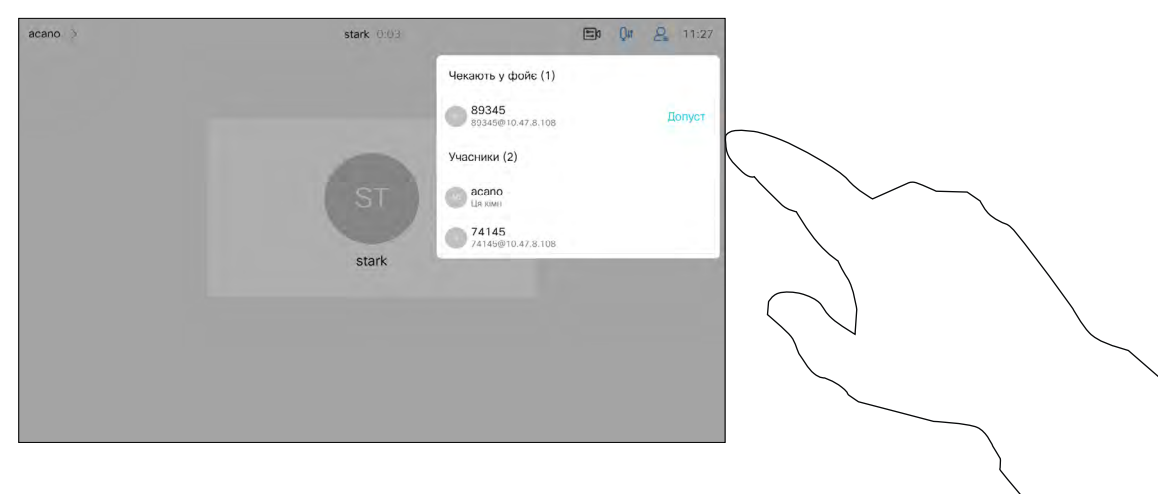 acano
stark 0:03
11:27
Чекають у фойє (1)
89345
89345@10.47.8.108
Допуст
Учасники (2)
acano
Ця кімн
74145
74145@10.47.8.108
ST
stark